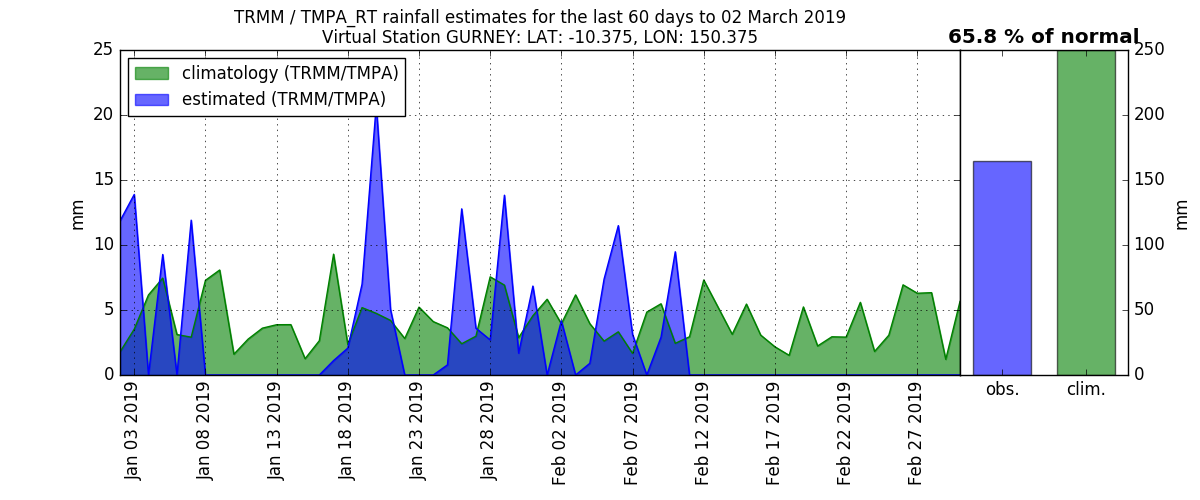 TRMM / TMPA_RT rainfall estimates for the last 60 days to 02 March 2019
Virtual Station GURNEY: LAT: -10.375, LON: 150.375
65.8 % of normal
climatology (TRMM/TMPA)
estimated (TRMM/TMPA)
25
20
15
10
5
0
mm
250
200
150
100
50
0
mm
obs.
clim.
Jan 03 2019
Jan 08 2019
Jan 13 2019
Jan 18 2019
Jan 23 2019
Jan 28 2019
Feb 02 2019
Feb 07 2019
Feb 12 2019
Feb 17 2019
Feb 22 2019
Feb 27 2019